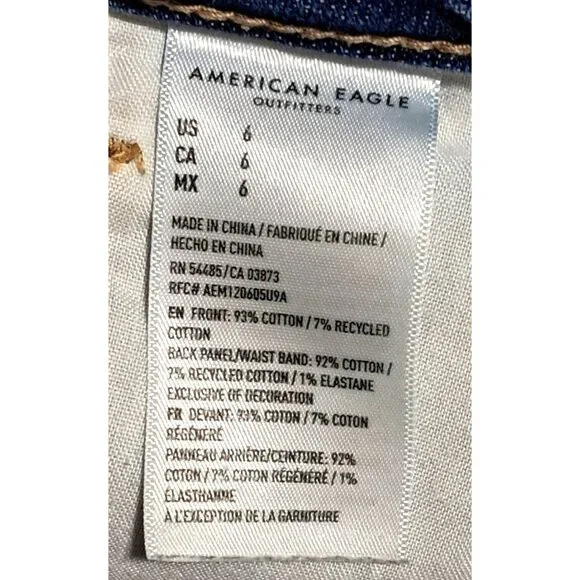 AMERICAN EAGLE
OUTFITTERS
US 6
CA 6
MX 6
MADE IN CHINA / FABRIQUÉ EN CHINE /
HECHO EN CHINA
RN 54485/CA 03873
RFC# AEM120605U9A
EN FRONT: 93% COTTON / 7% RECYCLED
COTTON
BACK PANEL/WAIST BAND: 92% COTTON /
7% RECYCLED COTTON / 1% ELASTANE
EXCLUSIVE OF DECORATION
FR DEVANT: 93% COTON / 7% COTON
RÉGÉNÉRÉ
PANNEAU ARRIÈRE/CEINTURE: 92%
COTON / 7% COTON RÉGÉNÉRÉ / 1%
ÉLASTHANNE
À L'EXCEPTION DE LA GARNITURE